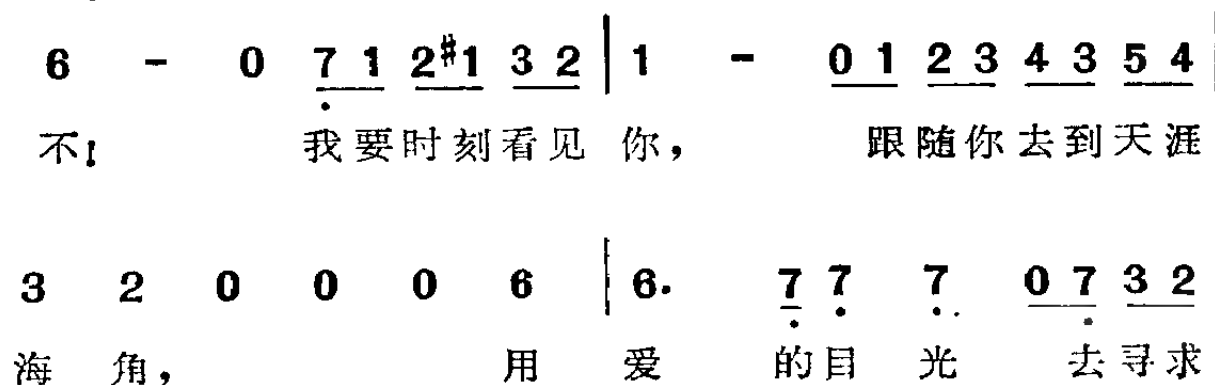 6 - 0 7 1 2 #1 3 2 | 1 - 0 1 2 3 4 3 5 4 |
不! 我要时刻看见 你, 跟随你去到天涯
3 2 0 0 0 6 | 6. 7 7 7 0 7 3 2
海 角, 用 爱 的目 光 去寻求